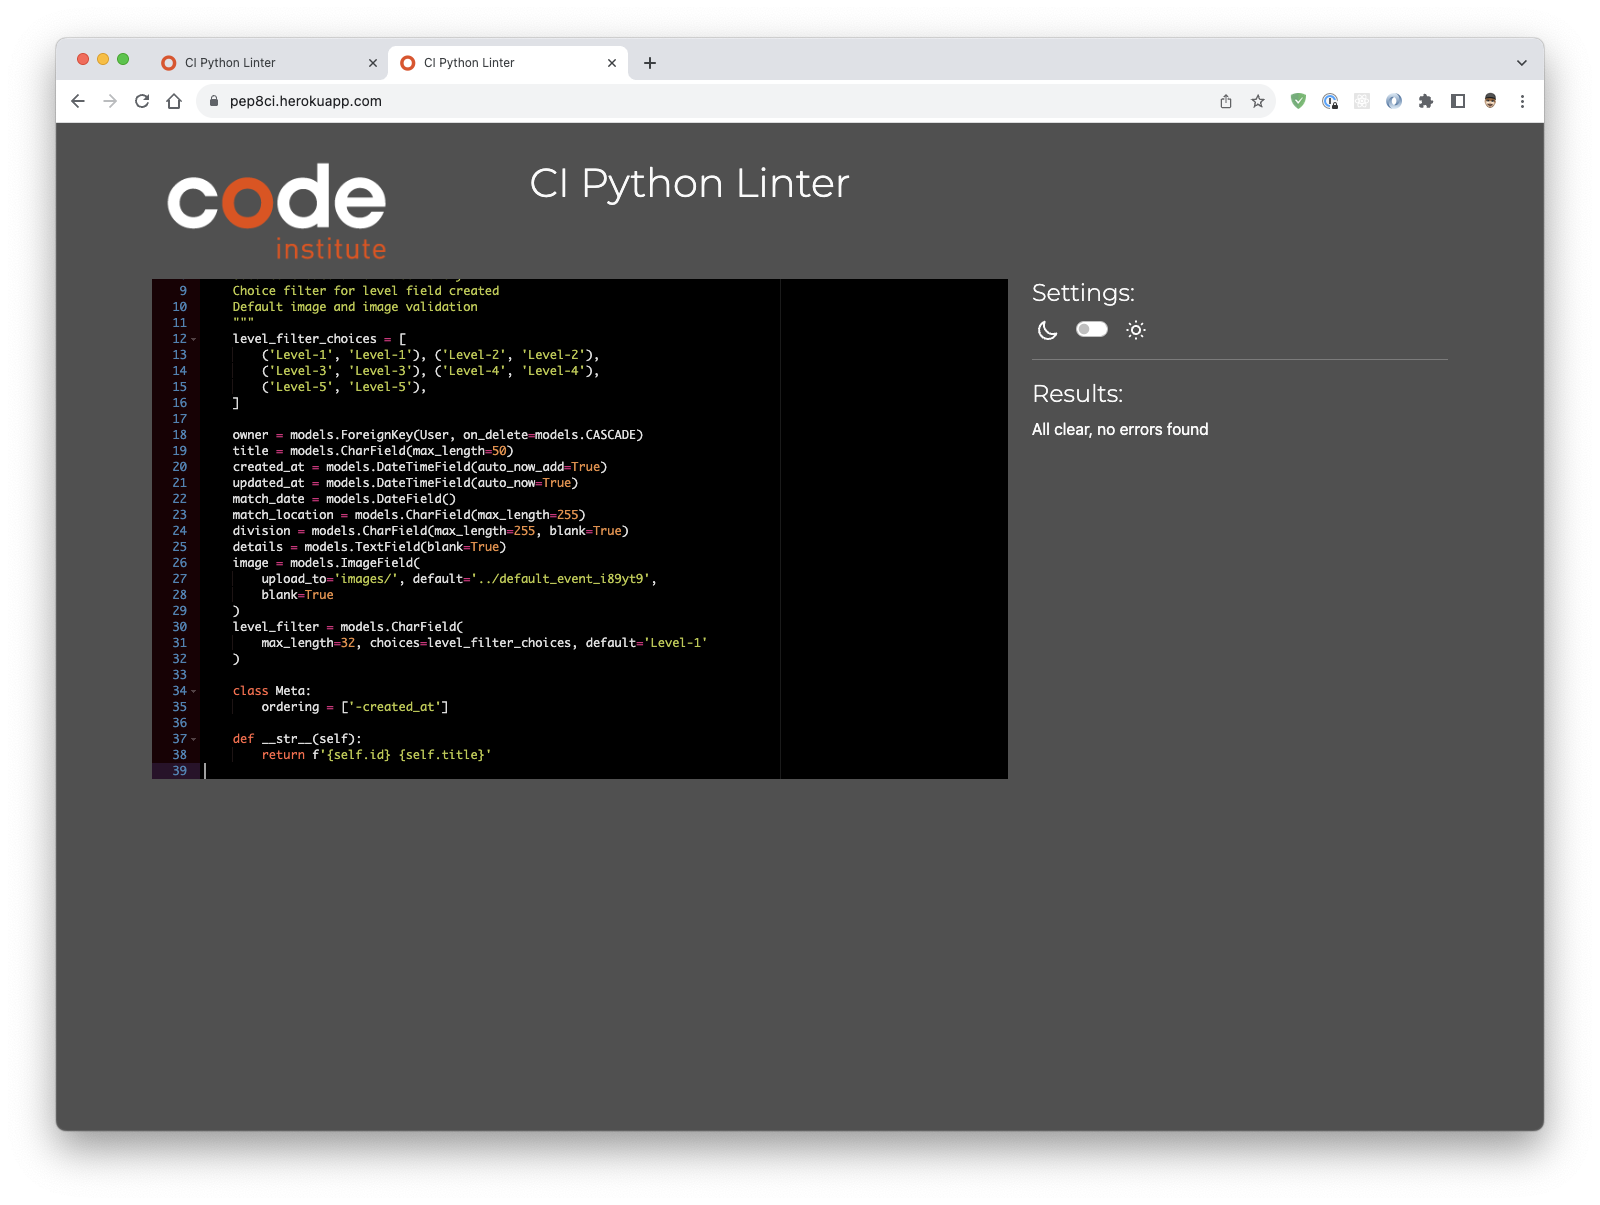 CI Python Linter
CI Python Linter
pep8ci.herokuapp.com
code
institute
CI Python Linter
9 Choice filter for level field created
10 Default image and image validation
11 """
12 level_filter_choices = [
13 ('Level-1', 'Level-1'), ('Level-2', 'Level-2'),
14 ('Level-3', 'Level-3'), ('Level-4', 'Level-4'),
15 ('Level-5', 'Level-5'),
16 ]
17
18 owner = models.ForeignKey(User, on_delete=models.CASCADE)
19 title = models.CharField(max_length=50)
20 created_at = models.DateTimeField(auto_now_add=True)
21 updated_at = models.DateTimeField(auto_now=True)
22 match_date = models.DateField()
23 match_location = models.CharField(max_length=255)
24 division = models.CharField(max_length=255, blank=True)
25 details = models.TextField(blank=True)
26 image = models.ImageField(
27 upload_to='images/', default='../default_event_i89yt9',
28 blank=True
29 )
30 level_filter = models.CharField(
31 max_length=32, choices=level_filter_choices, default='Level-1'
32 )
33
34 class Meta:
35 ordering = ['-created_at']
36
37 def __str__(self):
38 return f'{self.id} {self.title}'
39
Settings:
Results:
All clear, no errors found